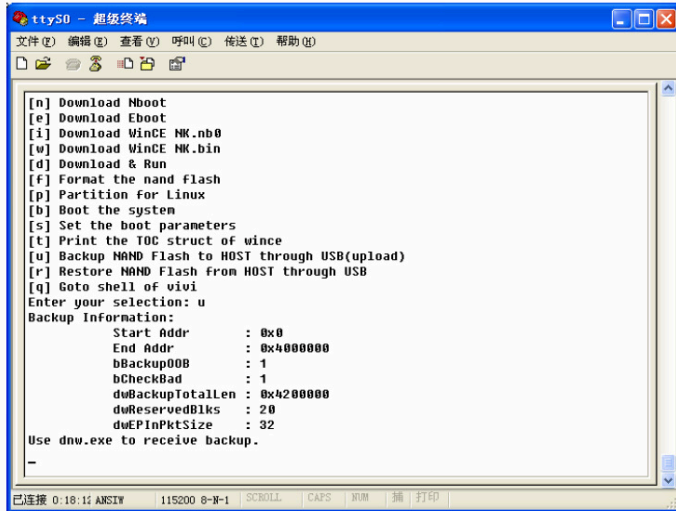 ttyS0 - 超级终端
文件(F) 编辑(E) 查看(V) 呼叫(C) 传送(T) 帮助(H)
[n] Download Nboot
[e] Download Eboot
[i] Download WinCE NK.nb0
[w] Download WinCE NK.bin
[d] Download & Run
[f] Format the nand flash
[p] Partition for Linux
[b] Boot the system
[s] Set the boot parameters
[t] Print the TOC struct of wince
[u] Backup NAND Flash to HOST through USB(upload)
[r] Restore NAND Flash from HOST through USB
[q] Goto shell of vivi
Enter your selection: u
Backup Information:
Start Addr : 0x0
End Addr : 0x4000000
bBackupOOB : 1
bCheckBad : 1
dwBackupTotalLen : 0x4200000
dwReservedBlks : 20
dwEPInPktSize : 32
Use dnw.exe to receive backup.
_
已连接 0:18:12 ANSIW 115200 8-N-1 SCROLL CAPS NUM 捕 打印